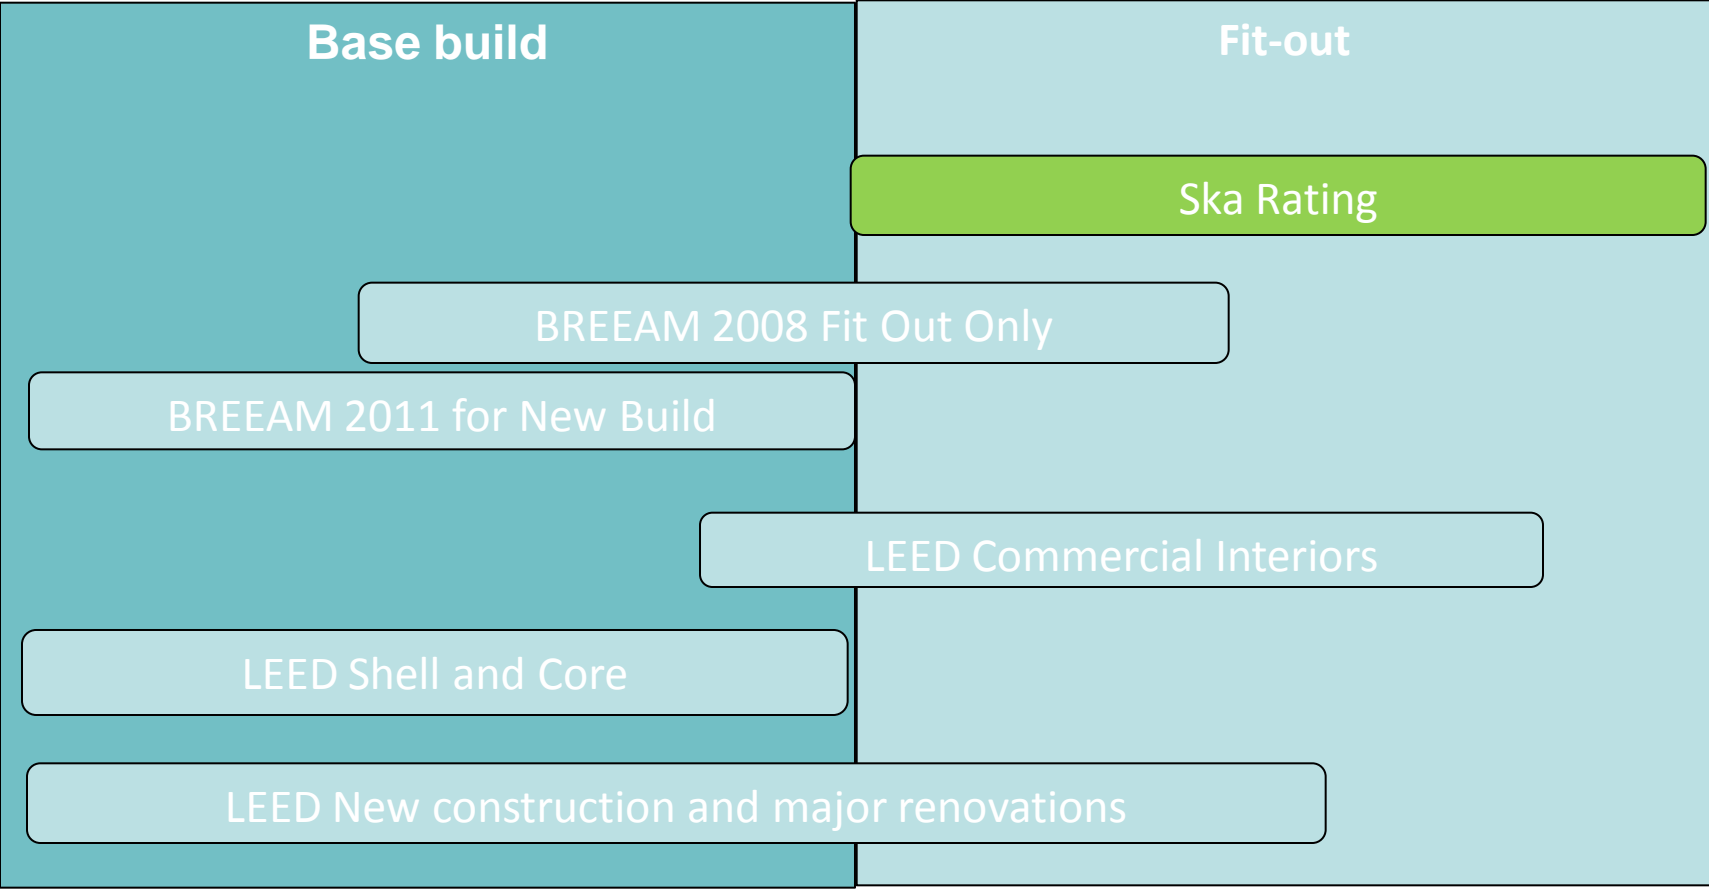 Base build
Fit-out
Ska Rating
BREEAM 2008 Fit Out Only
BREEAM 2011 for New Build
LEED Commercial Interiors
LEED Shell and Core
LEED New construction and major renovations